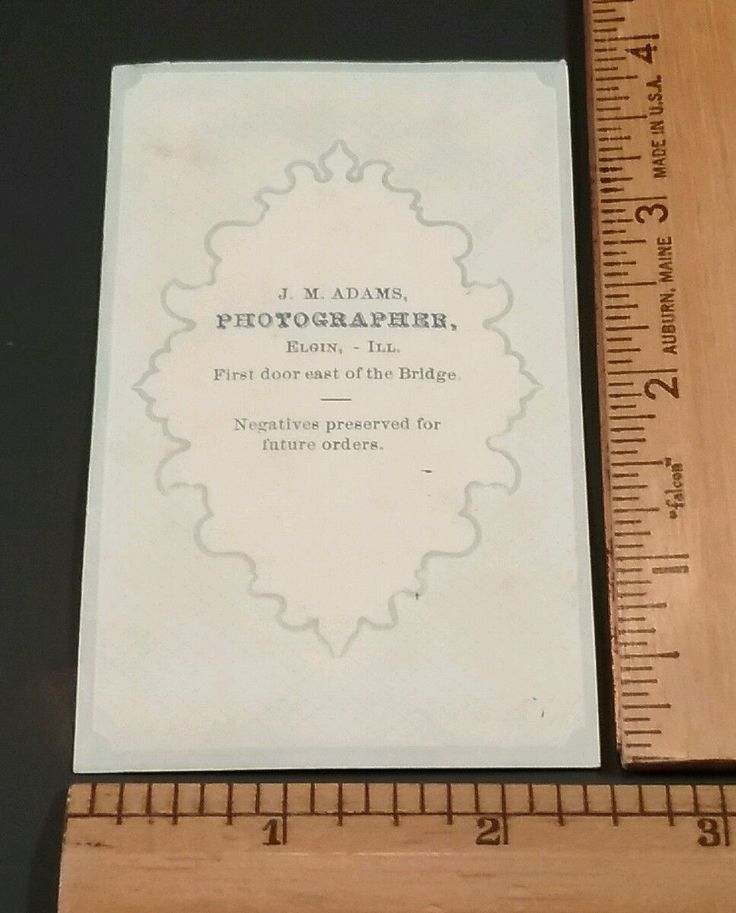 J. M. ADAMS,
PHOTOGRAPHER,
ELGIN, - ILL.
First door east of the Bridge.
Negatives preserved for
future orders.
4
MADE IN U.S.A.
3
AUBURN, MAINE
2
"falcon"
1
1
2
3